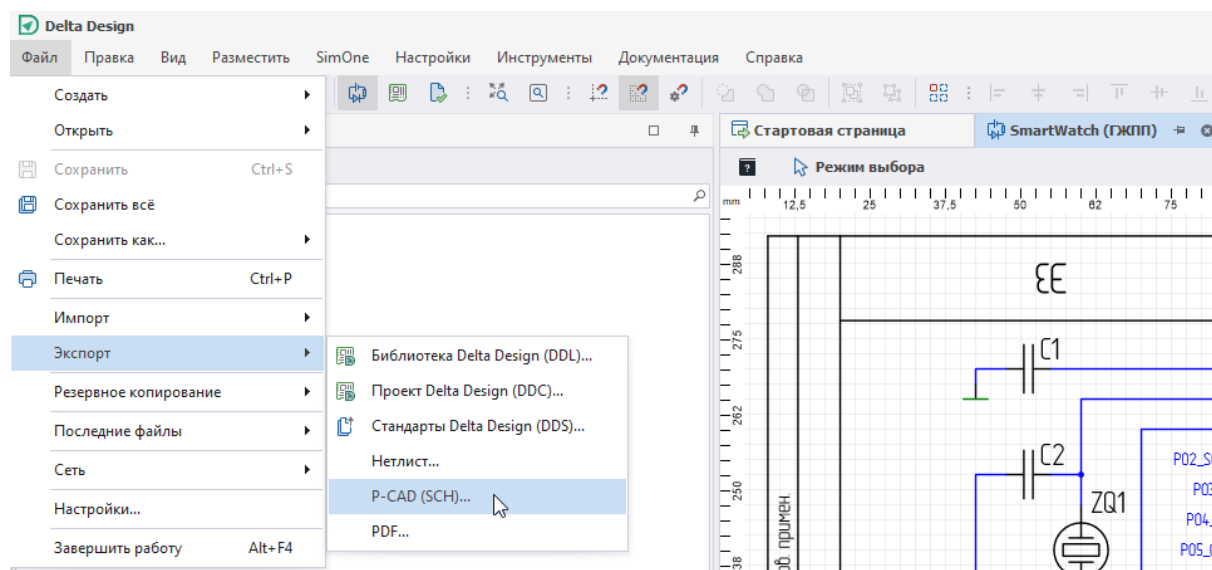 Delta Design
Файл Правка Вид Разместить SimOne Настройки Инструменты Документация Справка
Создать
Открыть
Сохранить Ctrl+S
Сохранить всё
Сохранить как...
Печать Ctrl+P
Импорт
Экспорт
Резервное копирование
Последние файлы
Сеть
Настройки...
Завершить работу Alt+F4
Библиотека Delta Design (DDL)...
Проект Delta Design (DDC)...
Стандарты Delta Design (DDS)...
Нетлист...
P-CAD (SCH)...
PDF...
Стартовая страница SmartWatch (ГЖПП)
Режим выбора
mm 12,5 25 37,5 50 62 75
288
275
262
250
38
ЭЗ
C1
C2
ZQ1
P02_S
P03
P04_
P05_
примен.